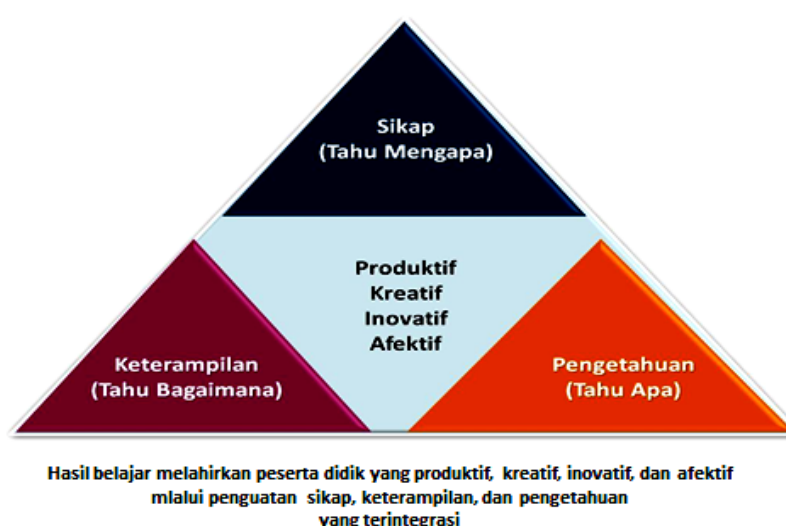 Sikap
(Tahu Mengapa)
Produktif
Kreatif
Inovatif
Afektif
Keterampilan
(Tahu Bagaimana)
Pengetahuan
(Tahu Apa)
Hasil belajar melahirkan peserta didik yang produktif, kreatif, inovatif, dan afektif
mlalui penguatan sikap, keterampilan, dan pengetahuan
yang terintegrasi